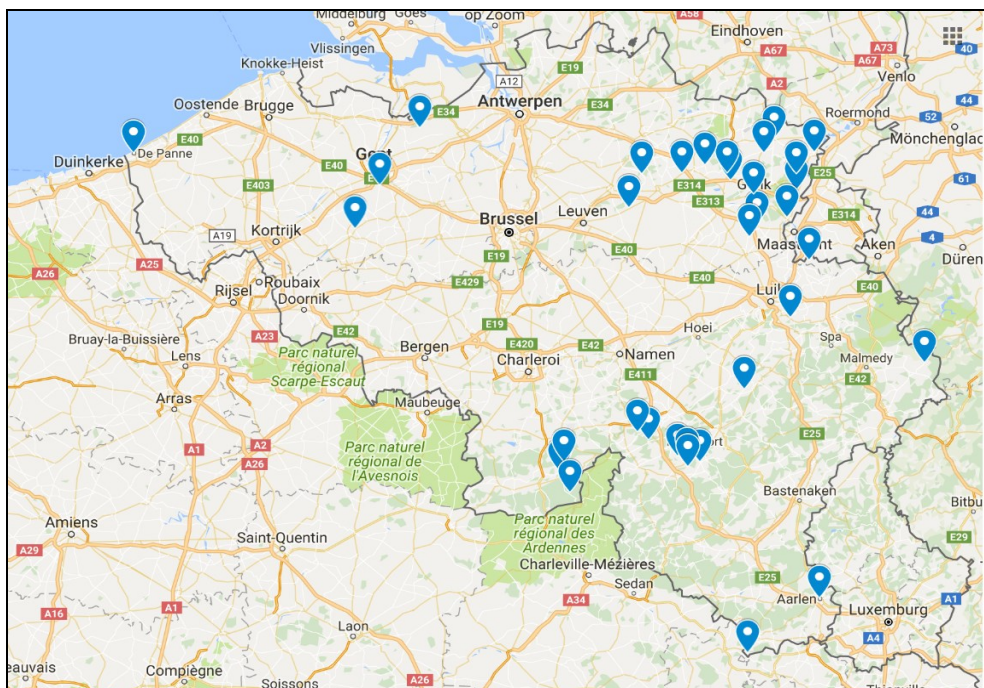 Middelburg
Goes
op Zoom
A58
Eindhoven
Vlissingen
E19
A67
A73
40
A67
Knokke-Heist
A12
A2
Venlo
Oostende
Brugge
E34
Antwerpen
E34
44
Roermond
52
Mönchenglad
E40
De Panne
Duinkerke
E40
Gent
E25
61
E403
E314
Genk
E313
A19
Kortrijk
Brussel
Leuven
E314
44
Maastricht
Aken
4
A26
A25
E19
E40
Düren
Roubaix
E429
E40
E40
Rijsel
Doornik
Luik
E19
Hoei
Spa
Bruay-la-Buissière
A23
E42
Bergen
E420
E42
Namen
Malmedy
Lens
Parc naturel
régional
Scarpe-Escaut
Charleroi
E411
E42
Arras
Maubeuge
A1
A2
Parc naturel
régional de
l'Avesnois
ort
E25
A26
Bastenaken
Amiens
Saint-Quentin
Parc naturel
régional des
Ardennes
Bitbu
E29
A29
Charleville-Mézières
Sedan
E25
A16
A1
A34
Aarlen
Luxemburg
A1
Laon
A4
eauvais
Compiègne
Soissons
A26
Thionville